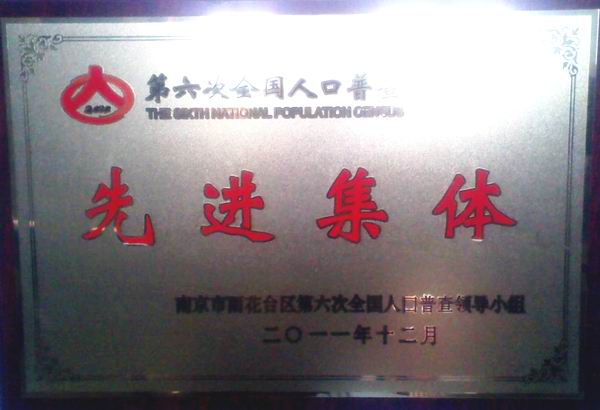 第六次全国人口普查
THE SIXTH NATIONAL POPULATION CENSUS
先进集体
南京市雨花台区第六次全国人口普查领导小组
二〇一一年十二月